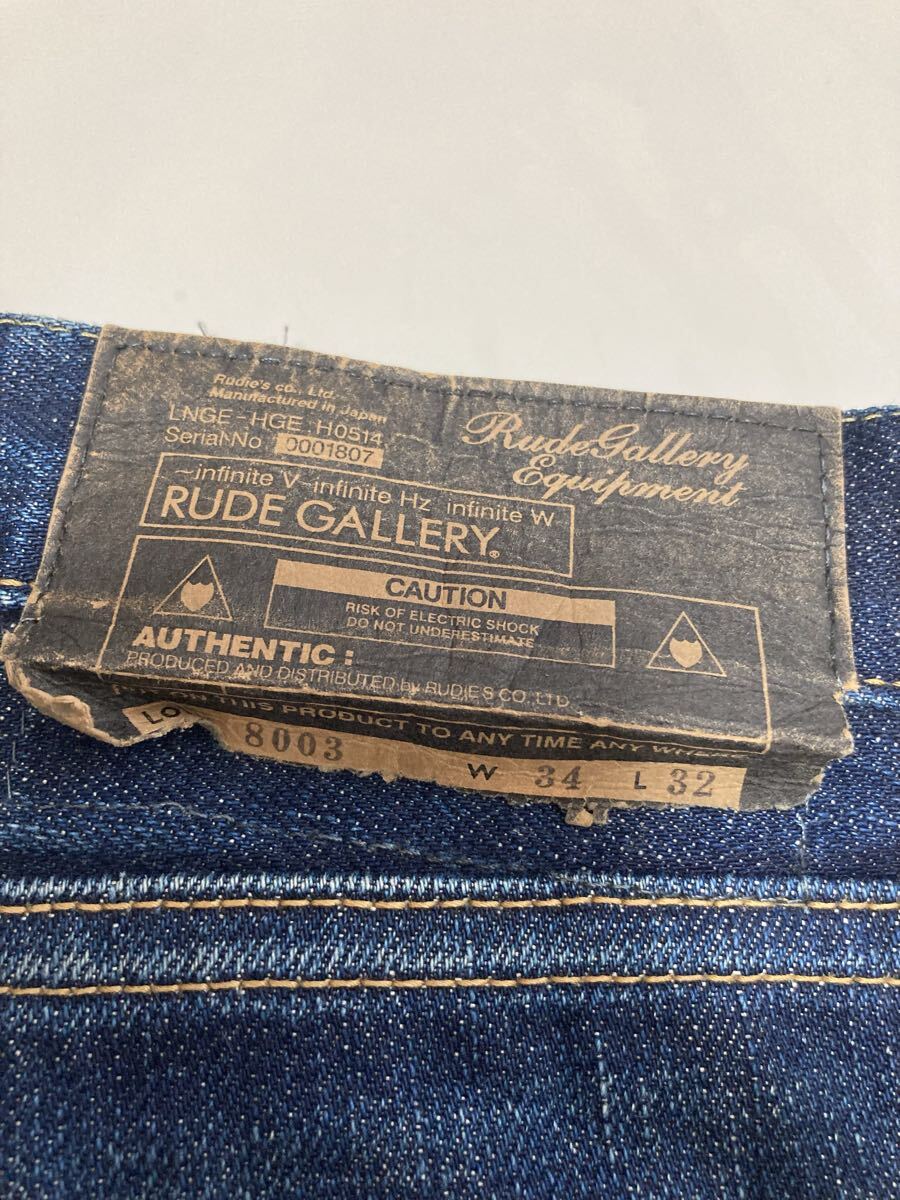 Rudie's co., Ltd.
Manufactured in Japan
LNGE-HGE H0514
Serial No. 0001807
Rude Gallery
Equipment
~infinite V ~infinite Hz infinite W
RUDE GALLERY®
CAUTION
RISK OF ELECTRIC SHOCK
DO NOT UNDERESTIMATE
AUTHENTIC :
PRODUCED AND DISTRIBUTED by RUDIE'S CO., LTD.
THIS PRODUCT TO ANY TIME ANY
LO 8003 W 34 L 32